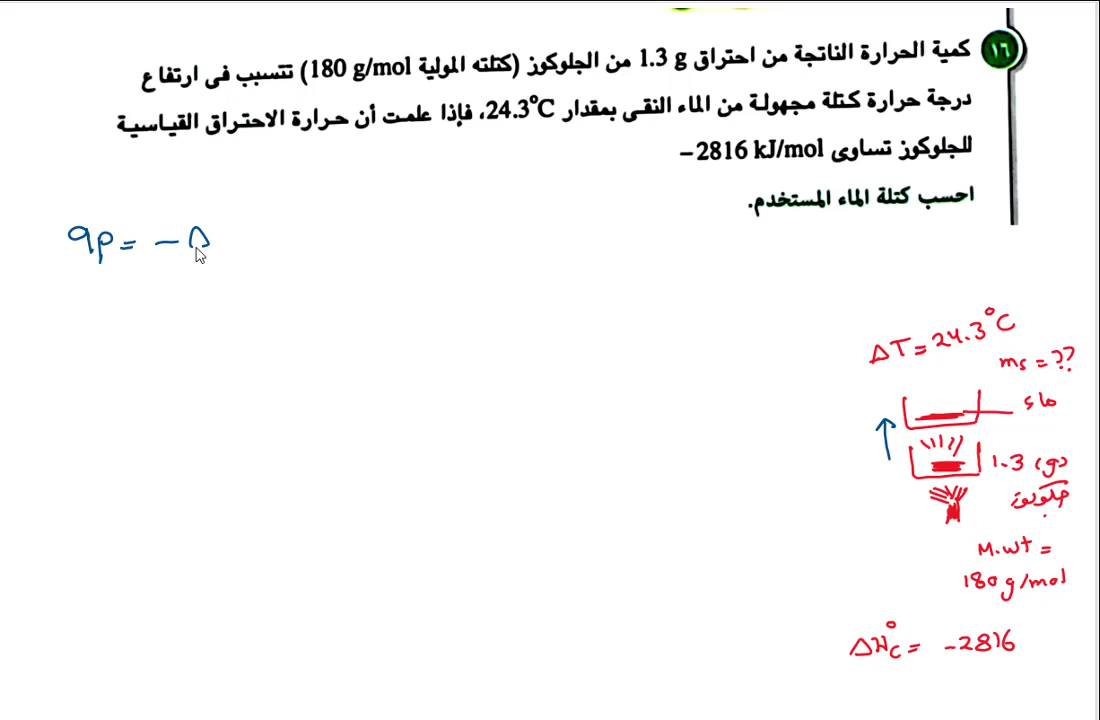 ١٦ كمية الحرارة الناتجة من احتراق 1.3 g من الجلوكوز (كتلته المولية 180 g/mol) تتسبب فى ارتفاع
درجة حرارة كتلة مجهولة من الماء النقى بمقدار 24.3°C، فإذا علمت أن حرارة الاحتراق القياسية
للجلوكوز تساوى –2816 kJ/mol
احسب كتلة الماء المستخدم.
qp = – Δ
ΔT = 24.3°C
ms = ??
ماء
1.3 (جم)
جلوكوز
M.wt =
180 g/mol
ΔH°c = –2816